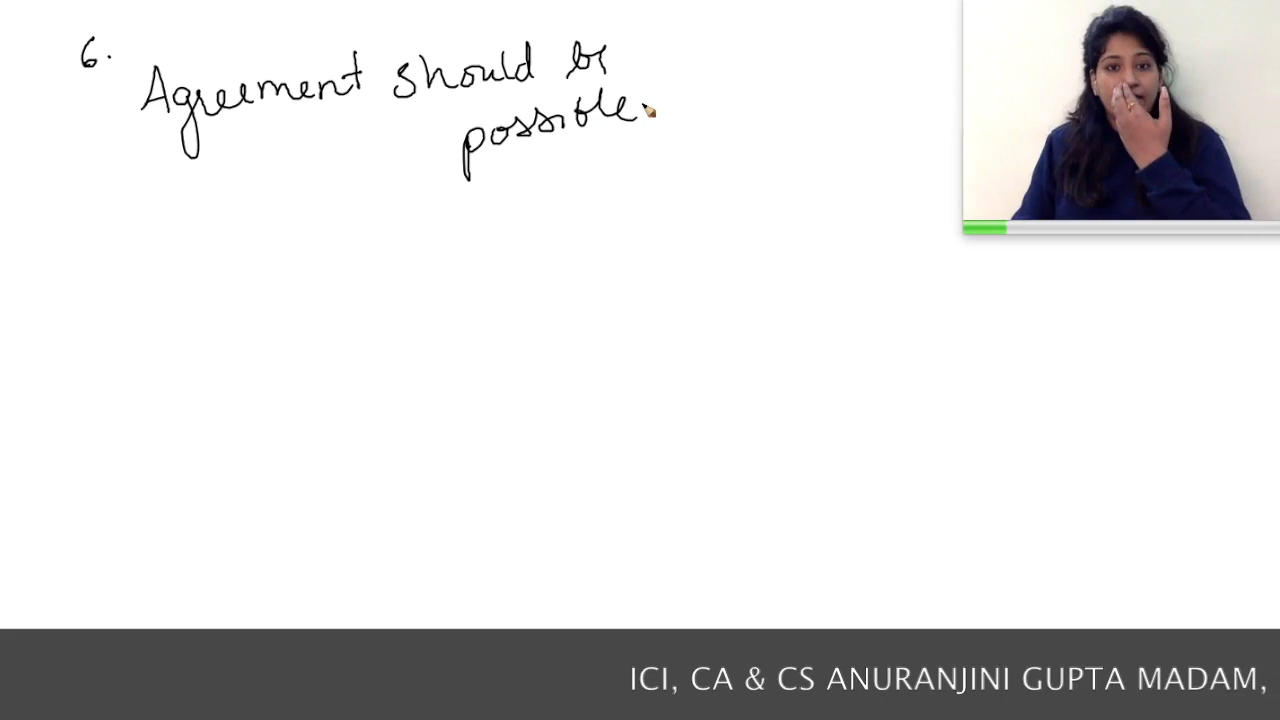 6. Agreement should be
possible.
ICI, CA & CS ANURANJINI GUPTA MADAM,